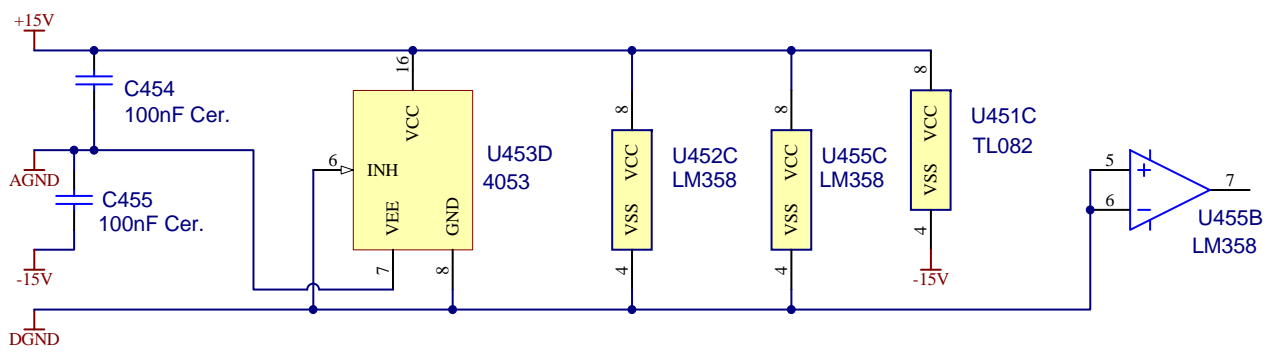 +15V
C454
100nF Cer.
AGND
C455
100nF Cer.
-15V
DGND
16
VCC
6
INH
VEE
GND
7
8
U453D
4053
8
VCC
VSS
4
U452C
LM358
8
VCC
VSS
4
U455C
LM358
8
VCC
VSS
4
-15V
U451C
TL082
5
+
6
−
7
U455B
LM358